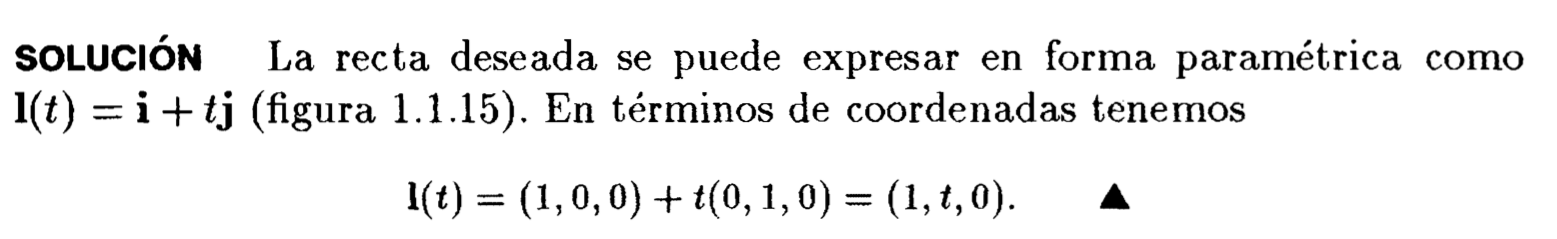 SOLUCIÓN La recta deseada se puede expresar en forma paramétrica como
l(t) = i + tj (figura 1.1.15). En términos de coordenadas tenemos
l(t) = (1, 0, 0) + t(0, 1, 0) = (1, t, 0). ▲